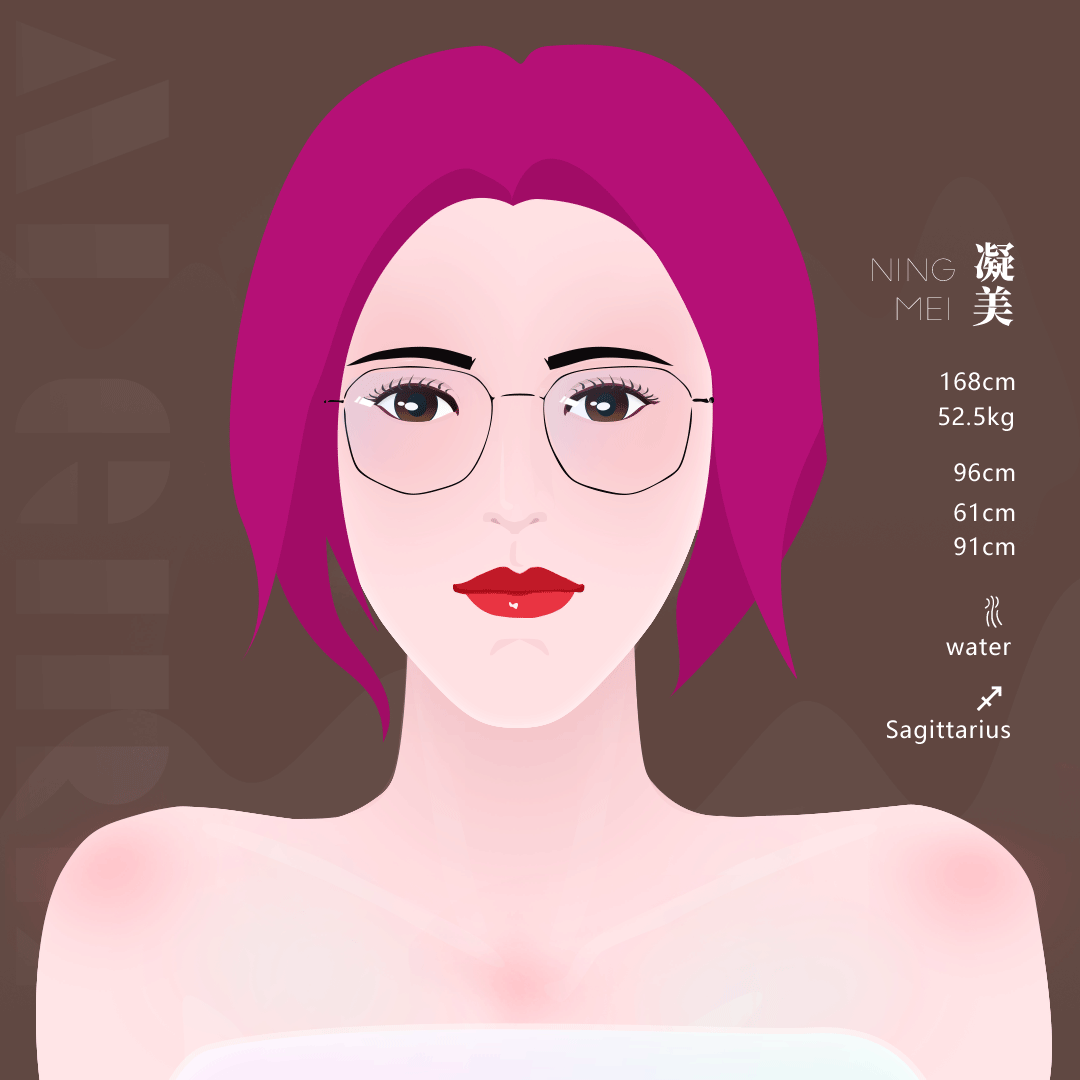 NING
MEI
凝
美
168cm
52.5kg
96cm
61cm
91cm
water
Sagittarius